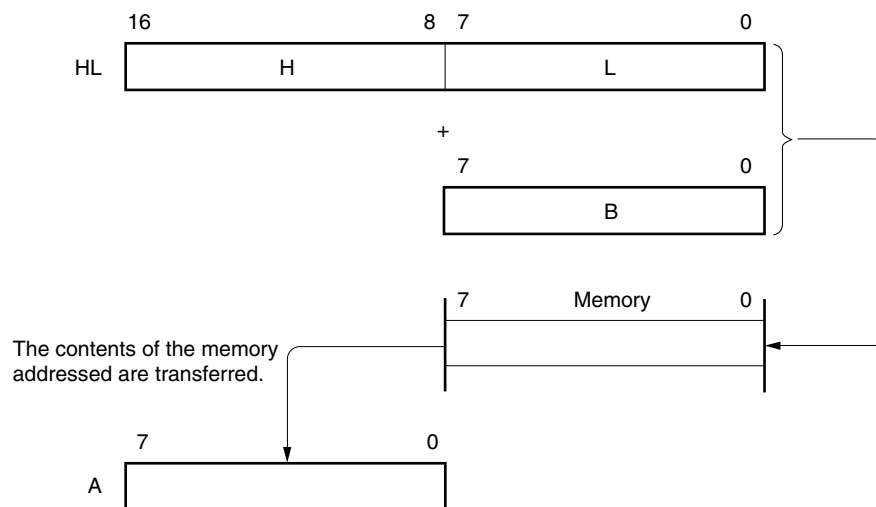 16 8 7 0
HL H L
+
7 0
B
7 Memory 0
The contents of the memory
addressed are transferred.
7 0
A